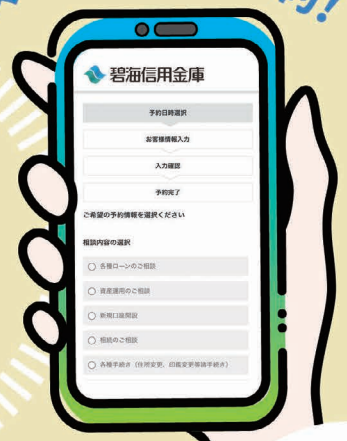 碧海信用金庫
予約日時選択
お客様情報入力
入力確認
予約完了
ご希望の予約情報を選択ください
相談内容の選択
各種ローンのご相談
資産運用のご相談
新規口座開設
相続のご相談
各種手続き（住所変更、印鑑変更等諸手続き）